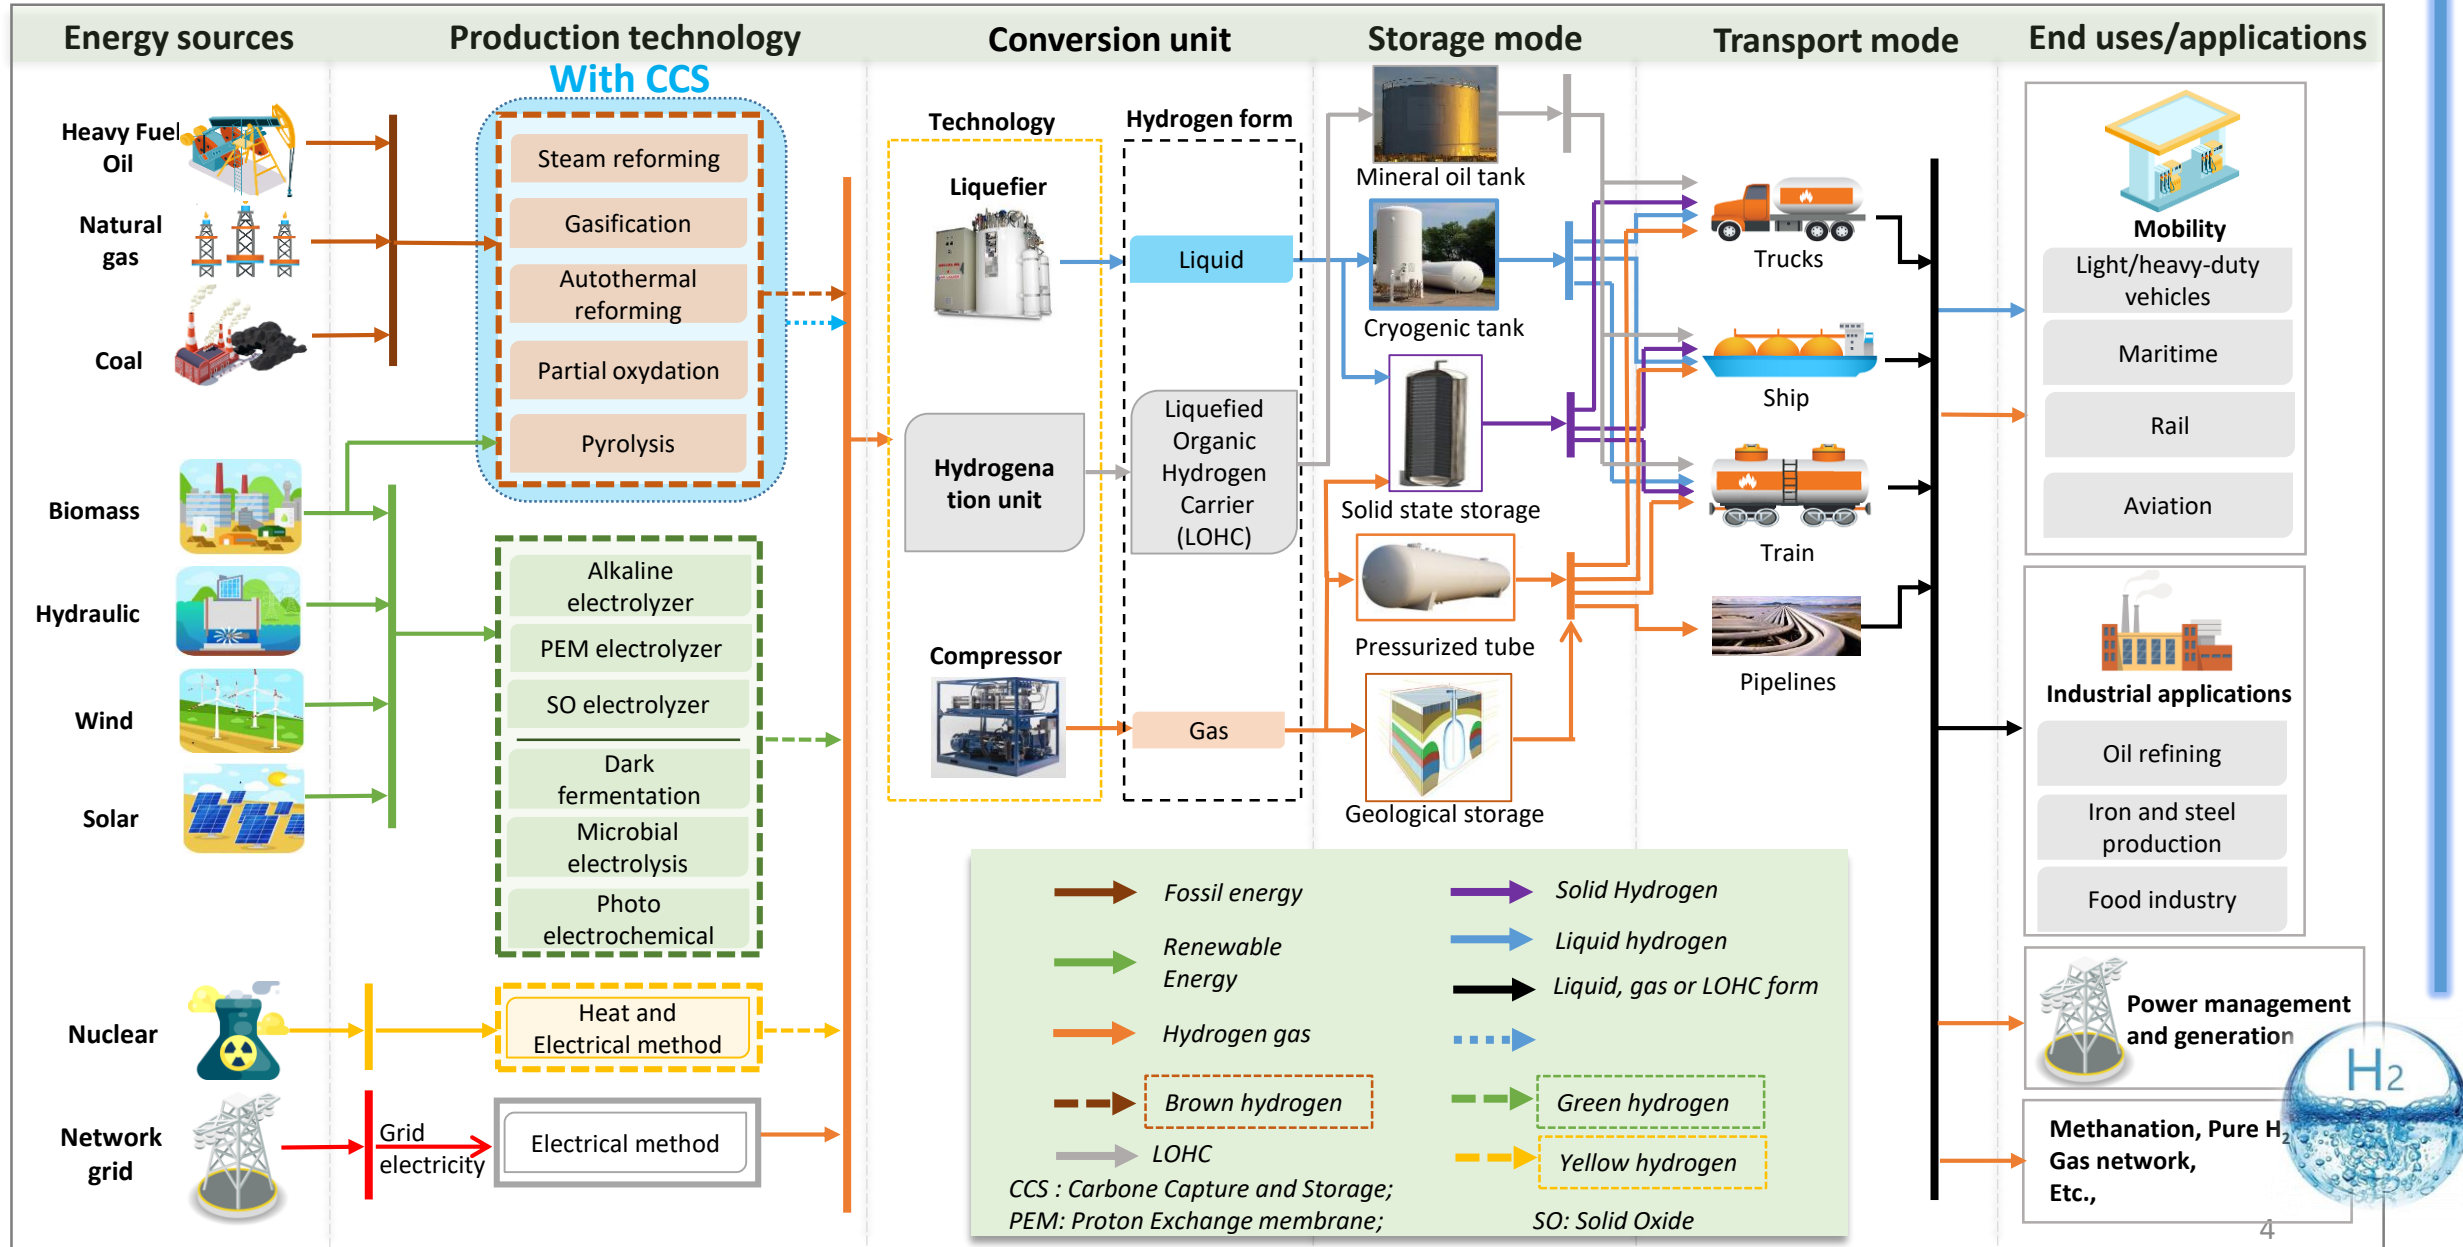 Energy sources
Production technology
Conversion unit
Storage mode
Transport mode
End uses/applications
Heavy Fuel
Oil
Natural
gas
Coal
Biomass
Hydraulic
Wind
Solar
Nuclear
Network
grid
With CCS
Steam reforming
Gasification
Autothermal
reforming
Partial oxydation
Pyrolysis
Alkaline
electrolyzer
PEM electrolyzer
SO electrolyzer
Dark
fermentation
Microbial
electrolysis
Photo
electrochemical
Heat and
Electrical method
Grid
electricity
Electrical method
Technology
Liquefier
Hydrogena
tion unit
Compressor
Hydrogen form
Liquid
Liquefied
Organic
Hydrogen
Carrier
(LOHC)
Gas
Mineral oil tank
Cryogenic tank
Solid state storage
Pressurized tube
Geological storage
Trucks
Ship
Train
Pipelines
Mobility
Light/heavy-duty
vehicles
Maritime
Rail
Aviation
Industrial applications
Oil refining
Iron and steel
production
Food industry
Power management
and generation
Methanation, Pure H₂
Gas network,
Etc.,
H2
Fossil energy
Renewable
Energy
Hydrogen gas
Brown hydrogen
LOHC
Solid Hydrogen
Liquid hydrogen
Liquid, gas or LOHC form
Green hydrogen
Yellow hydrogen
CCS : Carbone Capture and Storage;
PEM: Proton Exchange membrane;
SO: Solid Oxide
4